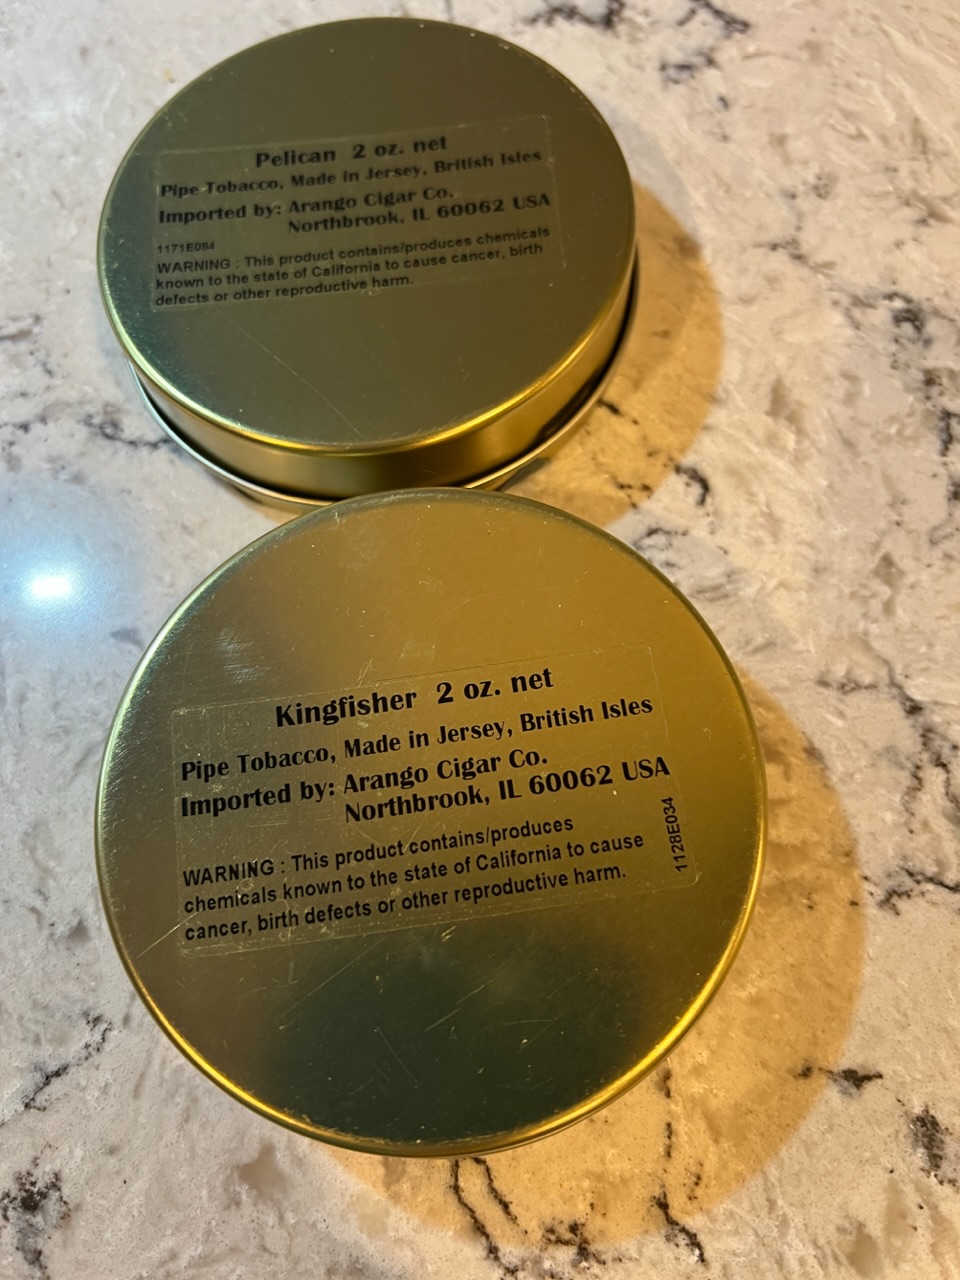 Pelican 2 oz. net
Pipe Tobacco, Made in Jersey, British Isles
Imported by: Arango Cigar Co.
Northbrook, IL 60062 USA
1171E084
WARNING : This product contains/produces chemicals
known to the state of California to cause cancer, birth
defects or other reproductive harm.
Kingfisher 2 oz. net
Pipe Tobacco, Made in Jersey, British Isles
Imported by: Arango Cigar Co.
Northbrook, IL 60062 USA
WARNING : This product contains/produces
chemicals known to the state of California to cause
cancer, birth defects or other reproductive harm.
1128E034